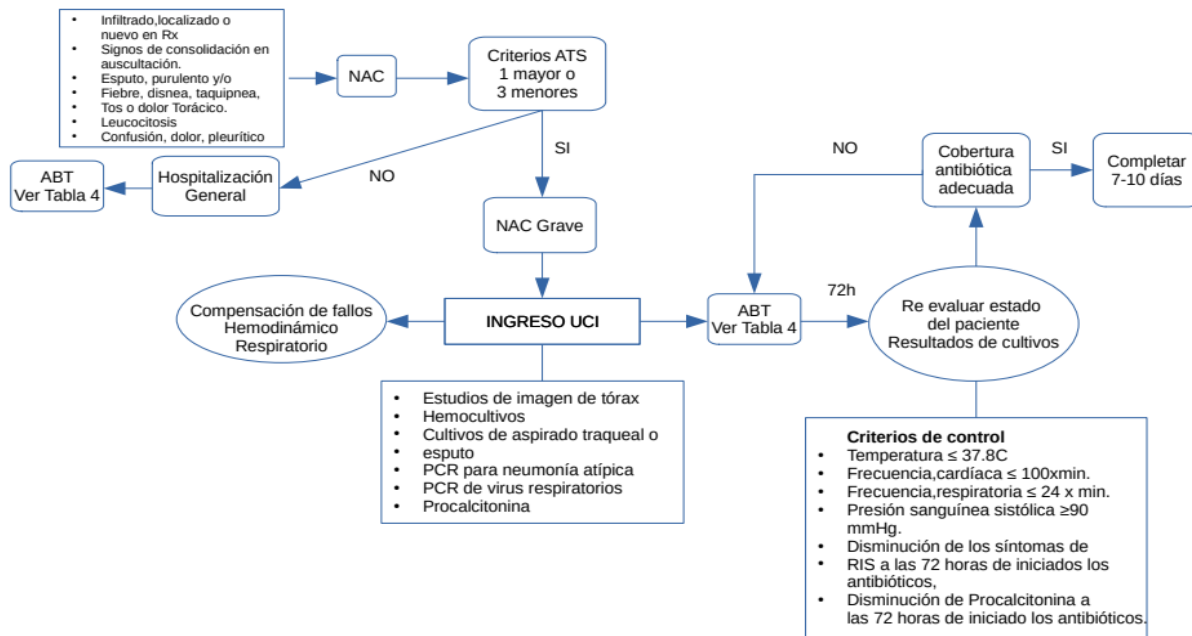 Infiltrado,localizado o
nuevo en Rx
Signos de consolidación en
auscultación.
Esputo, purulento y/o
Fiebre, disnea, taquipnea,
Tos o dolor Torácico.
Leucocitosis
Confusión, dolor, pleurítico
NAC
Criterios ATS
1 mayor o
3 menores
SI
NO
Hospitalización
General
ABT
Ver Tabla 4
NAC Grave
INGRESO UCI
Compensación de fallos
Hemodinámico
Respiratorio
Estudios de imagen de tórax
Hemocultivos
Cultivos de aspirado traqueal o
esputo
PCR para neumonía atípica
PCR de virus respiratorios
Procalcitonina
ABT
Ver Tabla 4
72h
Re evaluar estado
del paciente
Resultados de cultivos
NO
Cobertura
antibiótica
adecuada
SI
Completar
7-10 días
Criterios de control
Temperatura ≤ 37.8C
Frecuencia,cardíaca ≤ 100xmin.
Frecuencia,respiratoria ≤ 24 x min.
Presión sanguínea sistólica ≥90
mmHg.
Disminución de los síntomas de
RIS a las 72 horas de iniciados los
antibióticos,
Disminución de Procalcitonina a
las 72 horas de iniciado los antibióticos.